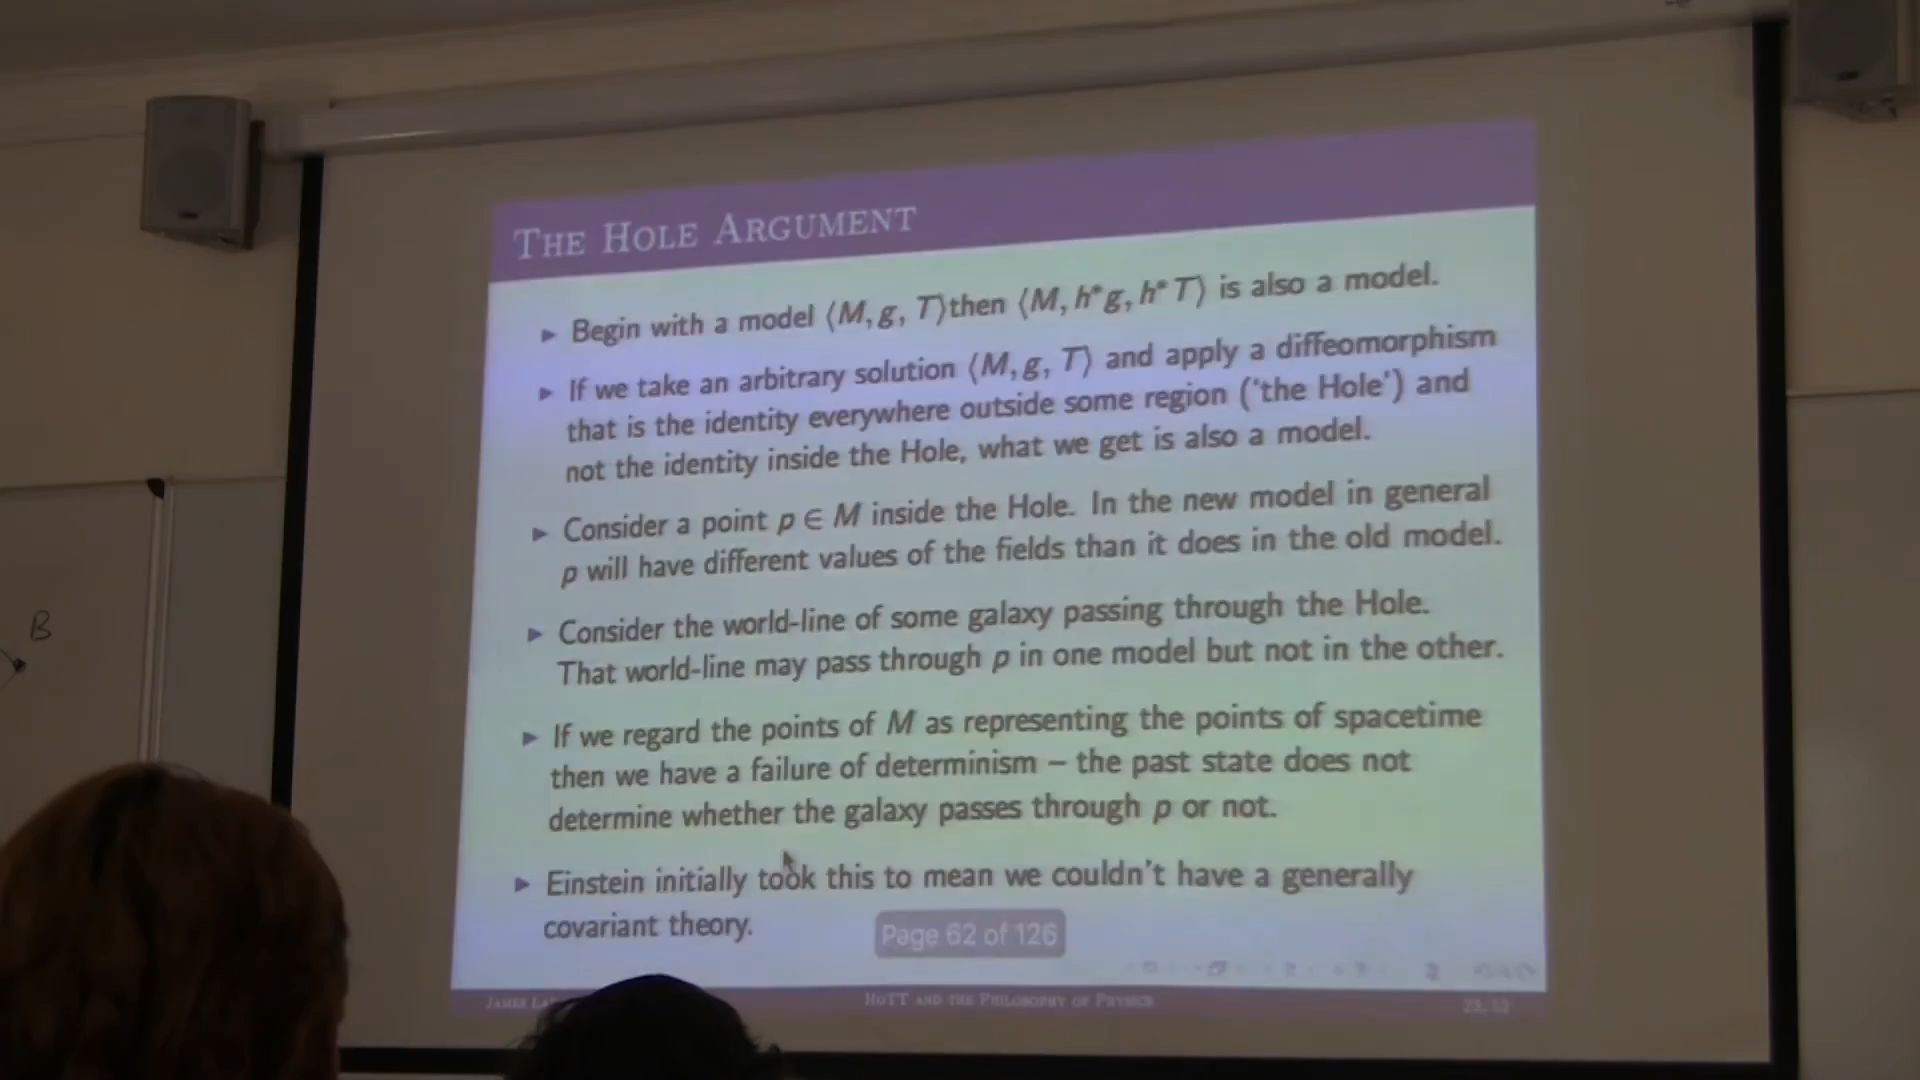 THE HOLE ARGUMENT
▶ Begin with a model ⟨M, g, T⟩then ⟨M, h*g, h*T⟩ is also a model.
▶ If we take an arbitrary solution ⟨M, g, T⟩ and apply a diffeomorphism
that is the identity everywhere outside some region (‘the Hole’) and
not the identity inside the Hole, what we get is also a model.
▶ Consider a point p ∈ M inside the Hole. In the new model in general
p will have different values of the fields than it does in the old model.
▶ Consider the world-line of some galaxy passing through the Hole.
That world-line may pass through p in one model but not in the other.
▶ If we regard the points of M as representing the points of spacetime
then we have a failure of determinism – the past state does not
determine whether the galaxy passes through p or not.
▶ Einstein initially took this to mean we couldn't have a generally
covariant theory.
Page 62 of 126
JAMES
HOTT AND THE PHILOSOPHY OF PHYSICS
B